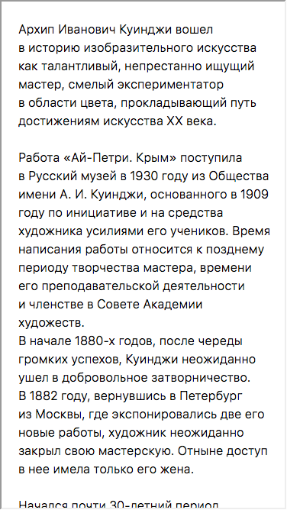 Архип Иванович Куинджи вошел
в историю изобразительного искусства
как талантливый, непрестанно ищущий
мастер, смелый экспериментатор
в области цвета, прокладывающий путь
достижениям искусства XX века.
Работа «Ай-Петри. Крым» поступила
в Русский музей в 1930 году из Общества
имени А. И. Куинджи, основанного в 1909
году по инициативе и на средства
художника усилиями его учеников. Время
написания работы относится к позднему
периоду творчества мастера, времени
его преподавательской деятельности
и членстве в Совете Академии
художеств.
В начале 1880-х годов, после череды
громких успехов, Куинджи неожиданно
ушел в добровольное затворничество.
В 1882 году, вернувшись в Петербург
из Москвы, где экспонировались две его
новые работы, художник неожиданно
закрыл свою мастерскую. Отныне доступ
в нее имела только его жена.
Начался почти 30-летний период